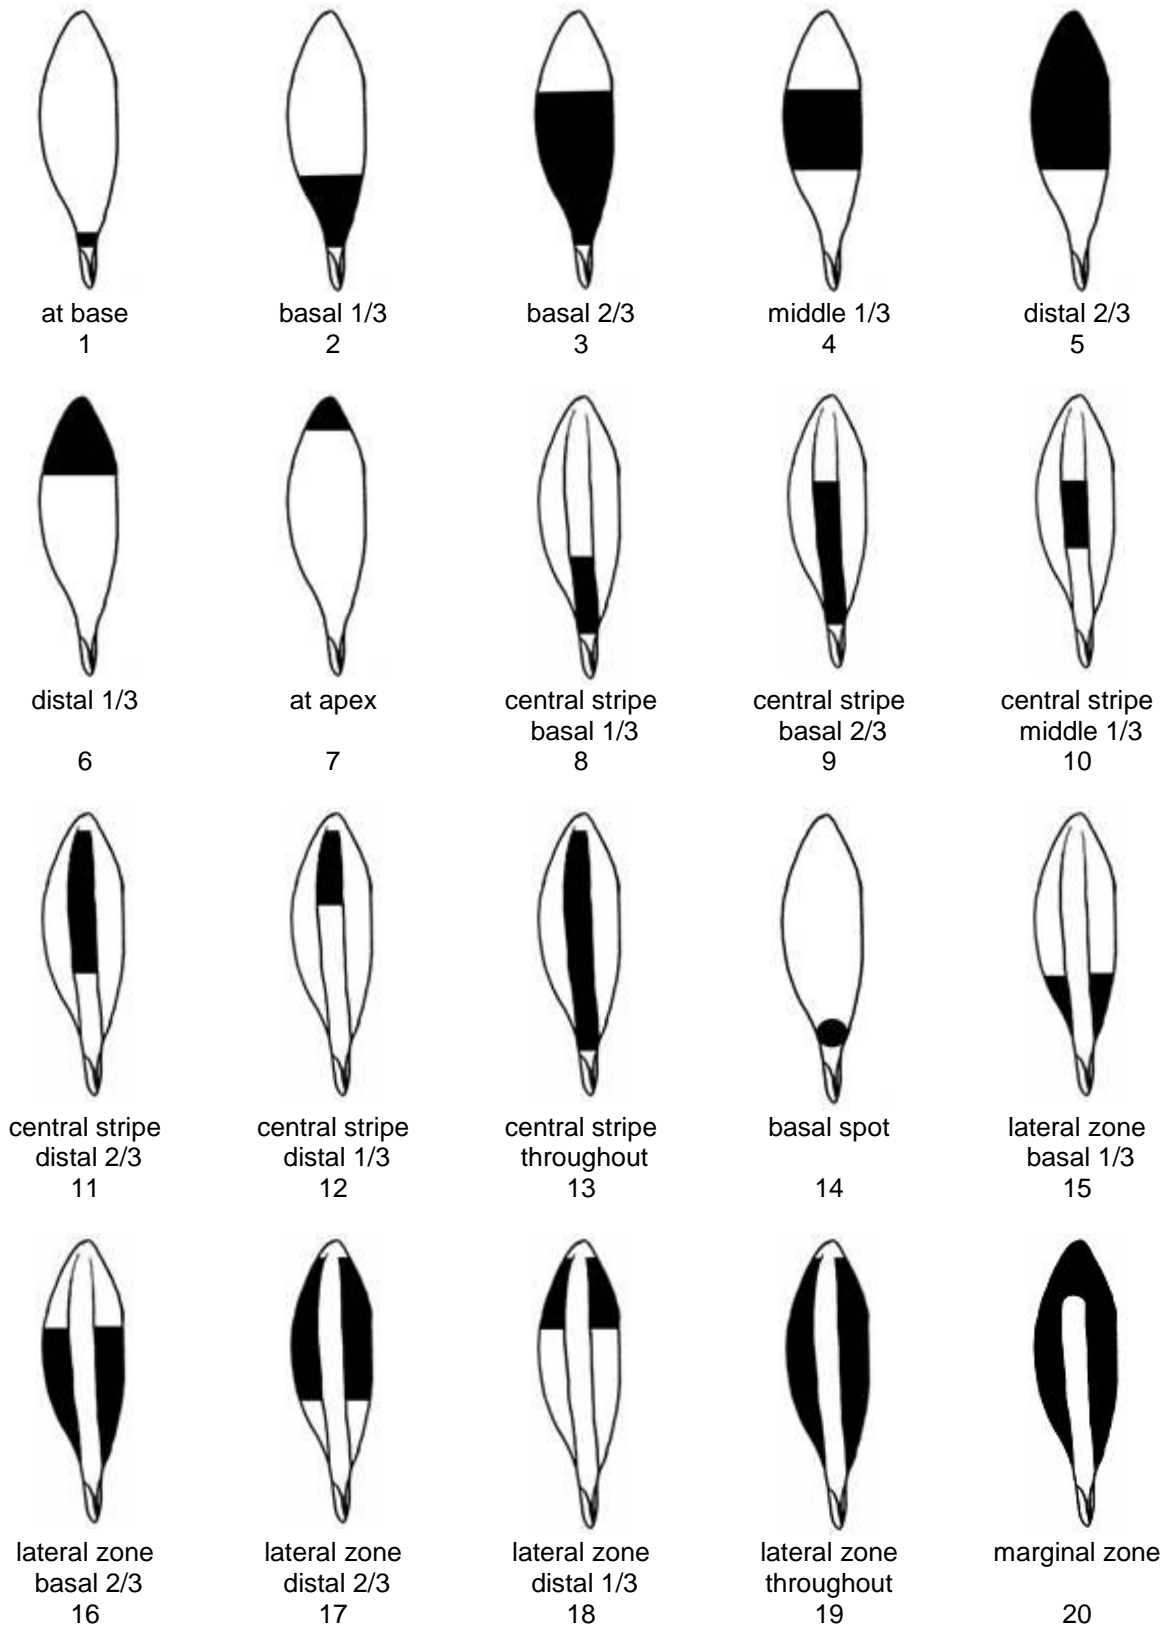 at base
1
basal 1/3
2
basal 2/3
3
middle 1/3
4
distal 2/3
5
distal 1/3
6
at apex
7
central stripe
basal 1/3
8
central stripe
basal 2/3
9
central stripe
middle 1/3
10
central stripe
distal 2/3
11
central stripe
distal 1/3
12
central stripe
throughout
13
basal spot
14
lateral zone
basal 1/3
15
lateral zone
basal 2/3
16
lateral zone
distal 2/3
17
lateral zone
distal 1/3
18
lateral zone
throughout
19
marginal zone
20